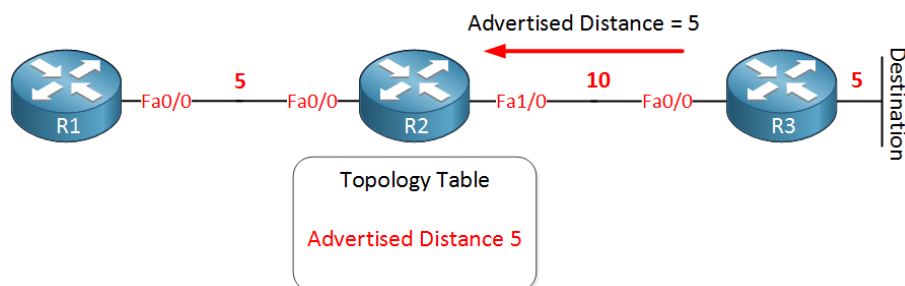 Advertised Distance = 5
5
10
5
Fa0/0
Fa0/0
Fa1/0
Fa0/0
R1
R2
R3
Destination
Topology Table
Advertised Distance 5